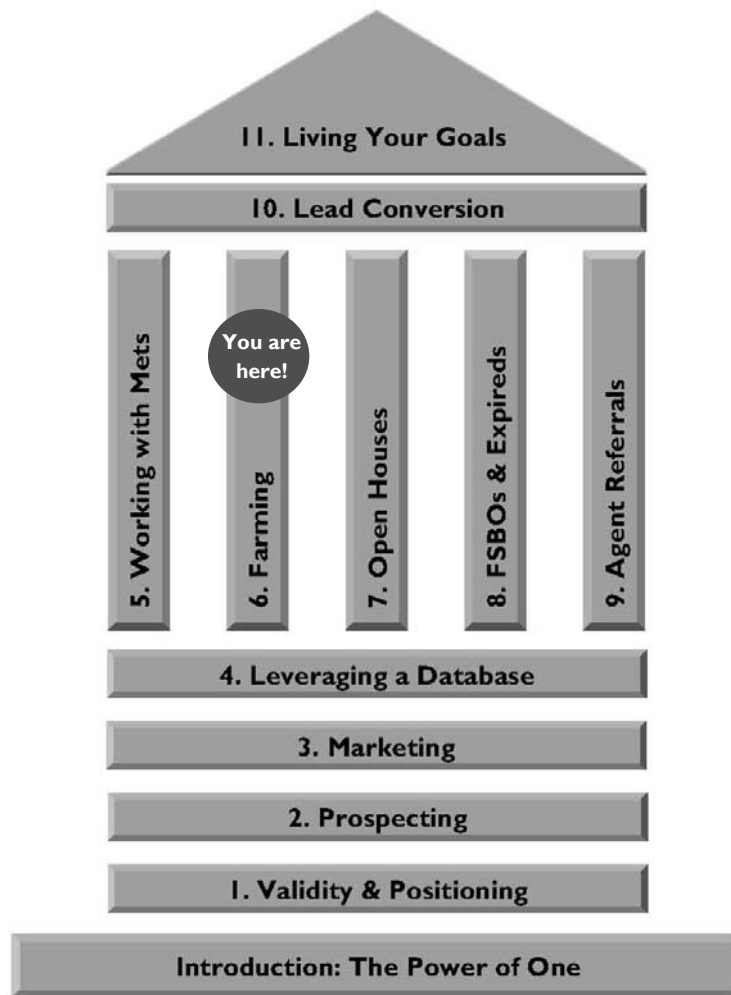 11. Living Your Goals
10. Lead Conversion
5. Working with Mets
You are
here!
6. Farming
7. Open Houses
8. FSBOs & Expireds
9. Agent Referrals
4. Leveraging a Database
3. Marketing
2. Prospecting
1. Validity & Positioning
Introduction: The Power of One